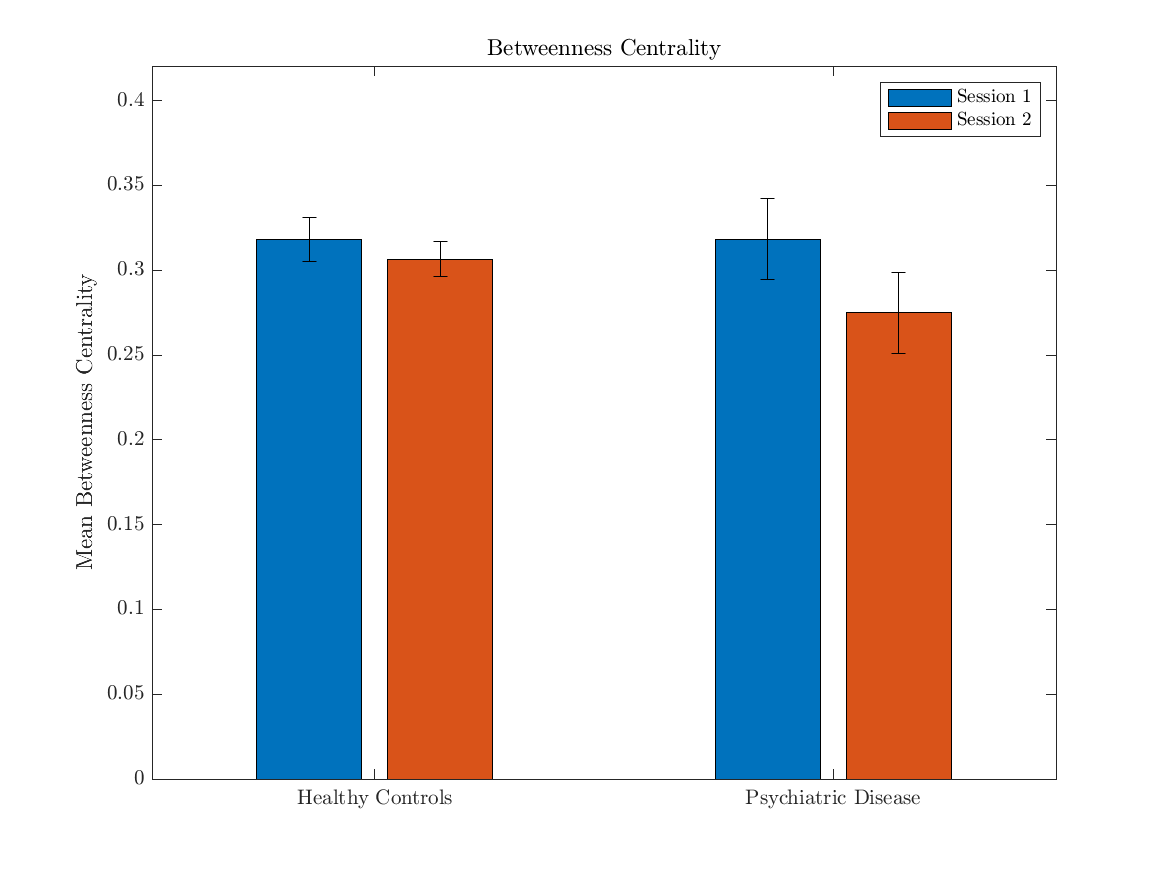 Betweenness Centrality
Session 1
Session 2
Mean Betweenness Centrality
0.4
0.35
0.3
0.25
0.2
0.15
0.1
0.05
0
Healthy Controls
Psychiatric Disease